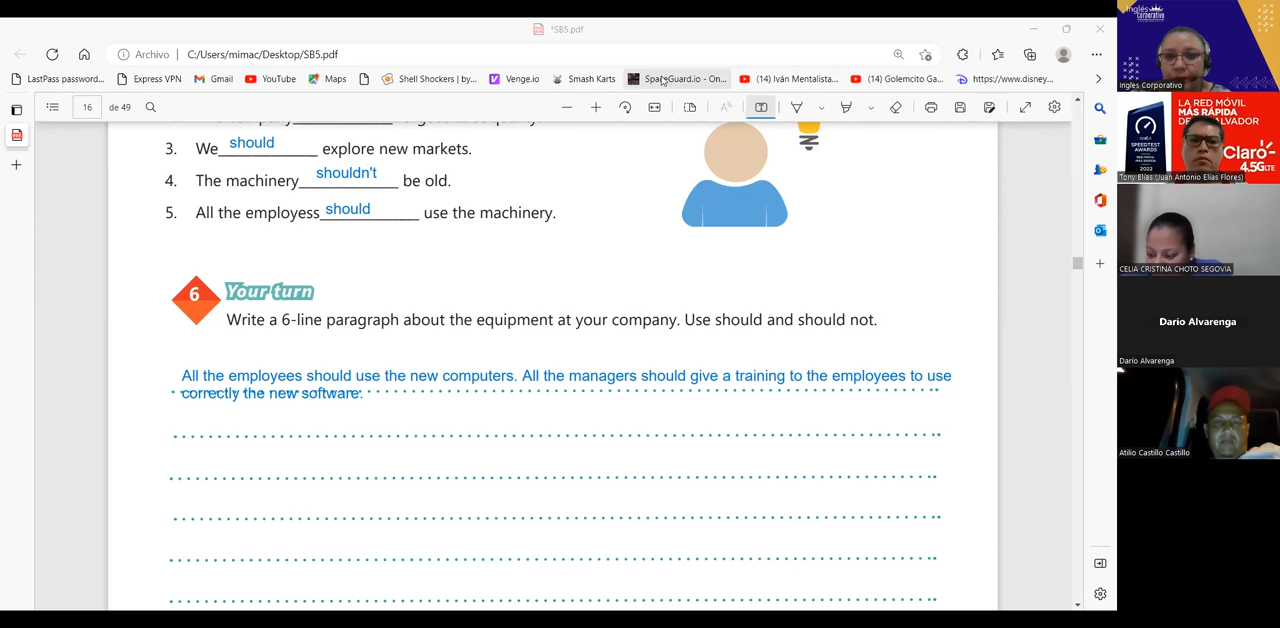 *SB5.pdf
Archivo C:/Users/mimac/Desktop/SB5.pdf
LastPass password... Express VPN Gmail YouTube Maps Shell Shockers | by... Venge.io Smash Karts (14) Iván Mentalista... (14) Golemcito Ga... https://www.disney...
16 de 49
3. We should explore new markets.
4. The machinery shouldn't be old.
5. All the employess should use the machinery.
6 Your turn
Write a 6-line paragraph about the equipment at your company. Use should and should not.
All the employees should use the new computers. All the managers should give a training to the employees to use
correctly the new software.
Inglés
Corporativo
Ingles Corporativo
LA RED MÓVIL
MÁS RÁPIDA
SPEEDTEST
AWARDS
2022
Claro
4.5G LTE
Tony Elias (Juan Antonio Elias Flores)
CELIA CRISTINA CHOTO SEGOVIA
Dario Alvarenga
Darío Alvarenga
Atilio Castillo Castillo